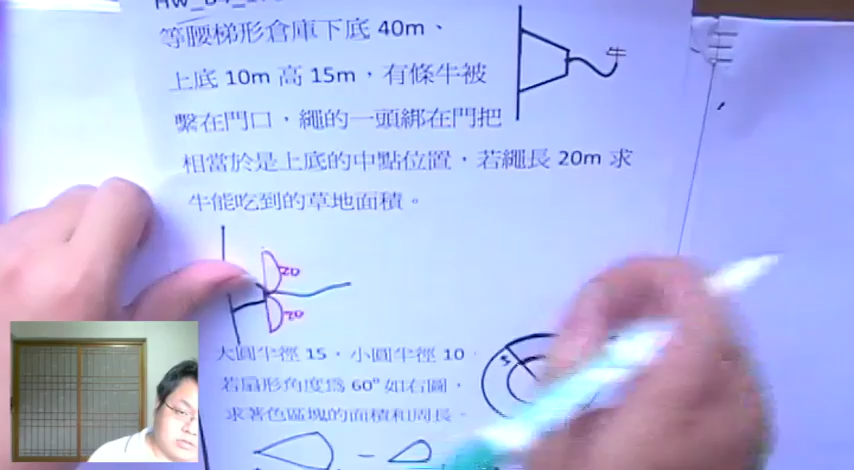 等腰梯形倉庫下底 40m、
上底 10m 高 15m，有條牛被
牛
繫在門口，繩的一頭綁在門把
相當於是上底的中點位置，若繩長 20m 求
牛能吃到的草地面積。
20
20
大圓半徑 15，小圓半徑 10
若扇形角度為 60° 如右圖，
求著色區塊的面積和周長。